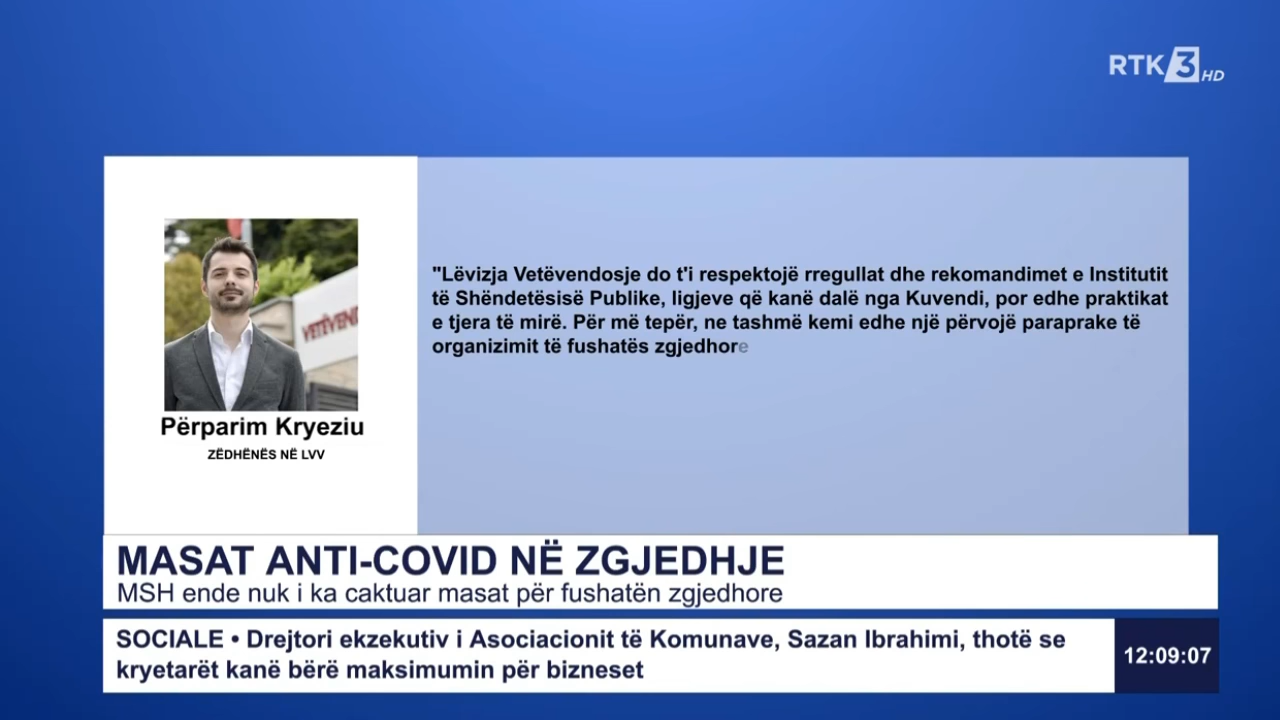 RTK 3 HD
VETËVEND
"Lëvizja Vetëvendosje do t'i respektojë rregullat dhe rekomandimet e Institutit
të Shëndetësisë Publike, ligjeve që kanë dalë nga Kuvendi, por edhe praktikat
e tjera të mirë. Për më tepër, ne tashmë kemi edhe një përvojë paraprake të
organizimit të fushatës zgjedhore
Përparim Kryeziu
ZËDHËNËS NË LVV
MASAT ANTI-COVID NË ZGJEDHJE
MSH ende nuk i ka caktuar masat për fushatën zgjedhore
SOCIALE • Drejtori ekzekutiv i Asociacionit të Komunave, Sazan Ibrahimi, thotë se
kryetarët kanë bërë maksimumin për bizneset
12:09:07